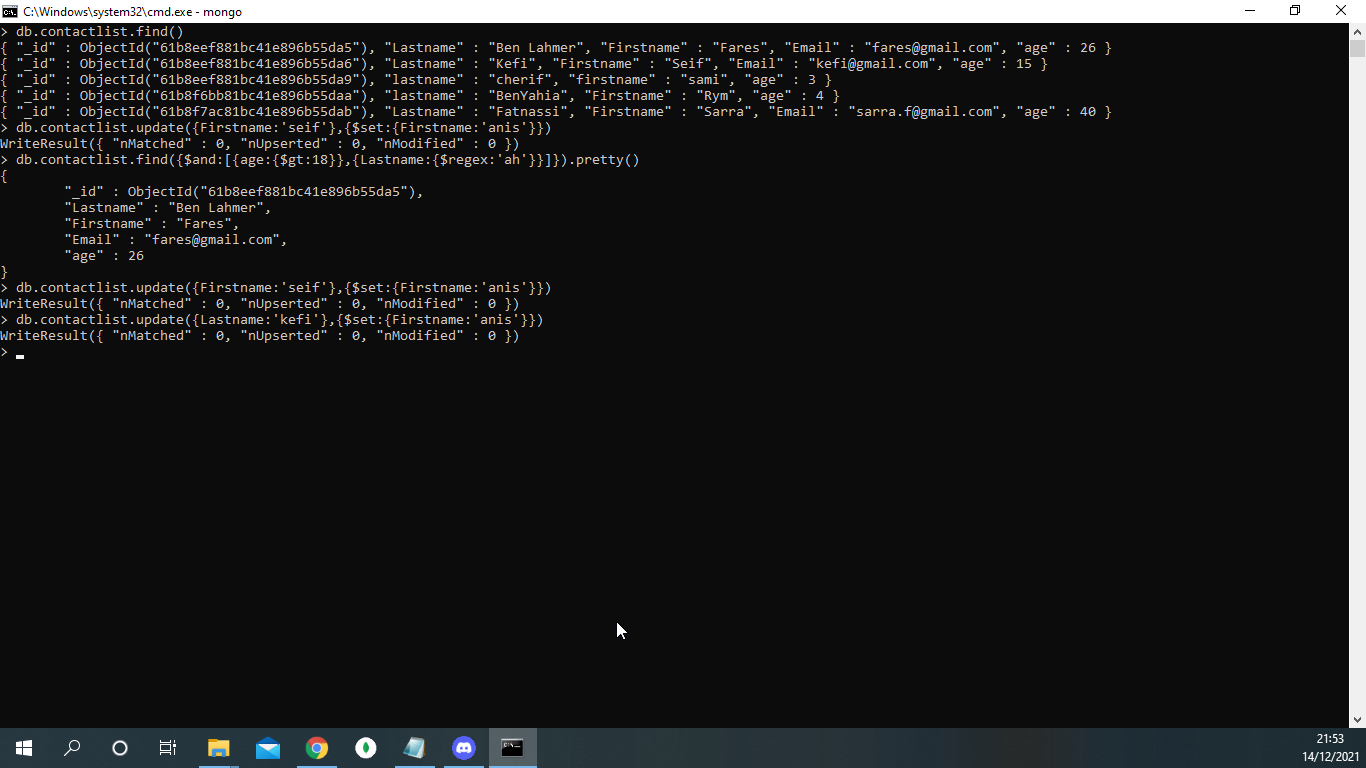 C:\Windows\system32\cmd.exe - mongo
> db.contactlist.find()
{ "_id" : ObjectId("61b8eef881bc41e896b55da5"), "Lastname" : "Ben Lahmer", "Firstname" : "Fares", "Email" : "fares@gmail.com", "age" : 26 }
{ "_id" : ObjectId("61b8eef881bc41e896b55da6"), "Lastname" : "Kefi", "Firstname" : "Seif", "Email" : "kefi@gmail.com", "age" : 15 }
{ "_id" : ObjectId("61b8eef881bc41e896b55da9"), "lastname" : "cherif", "firstname" : "sami", "age" : 3 }
{ "_id" : ObjectId("61b8f6bb81bc41e896b55daa"), "lastname" : "BenYahia", "Firstname" : "Rym", "age" : 4 }
{ "_id" : ObjectId("61b8f7ac81bc41e896b55dab"), "Lastname" : "Fatnassi", "Firstname" : "Sarra", "Email" : "sarra.f@gmail.com", "age" : 40 }
> db.contactlist.update({Firstname:'seif'},{$set:{Firstname:'anis'}})
WriteResult({ "nMatched" : 0, "nUpserted" : 0, "nModified" : 0 })
> db.contactlist.find({$and:[{age:{$gt:18}},{Lastname:{$regex:'ah'}}]}).pretty()
{
        "_id" : ObjectId("61b8eef881bc41e896b55da5"),
        "Lastname" : "Ben Lahmer",
        "Firstname" : "Fares",
        "Email" : "fares@gmail.com",
        "age" : 26
}
> db.contactlist.update({Firstname:'seif'},{$set:{Firstname:'anis'}})
WriteResult({ "nMatched" : 0, "nUpserted" : 0, "nModified" : 0 })
> db.contactlist.update({Lastname:'kefi'},{$set:{Firstname:'anis'}})
WriteResult({ "nMatched" : 0, "nUpserted" : 0, "nModified" : 0 })
>
21:53
14/12/2021